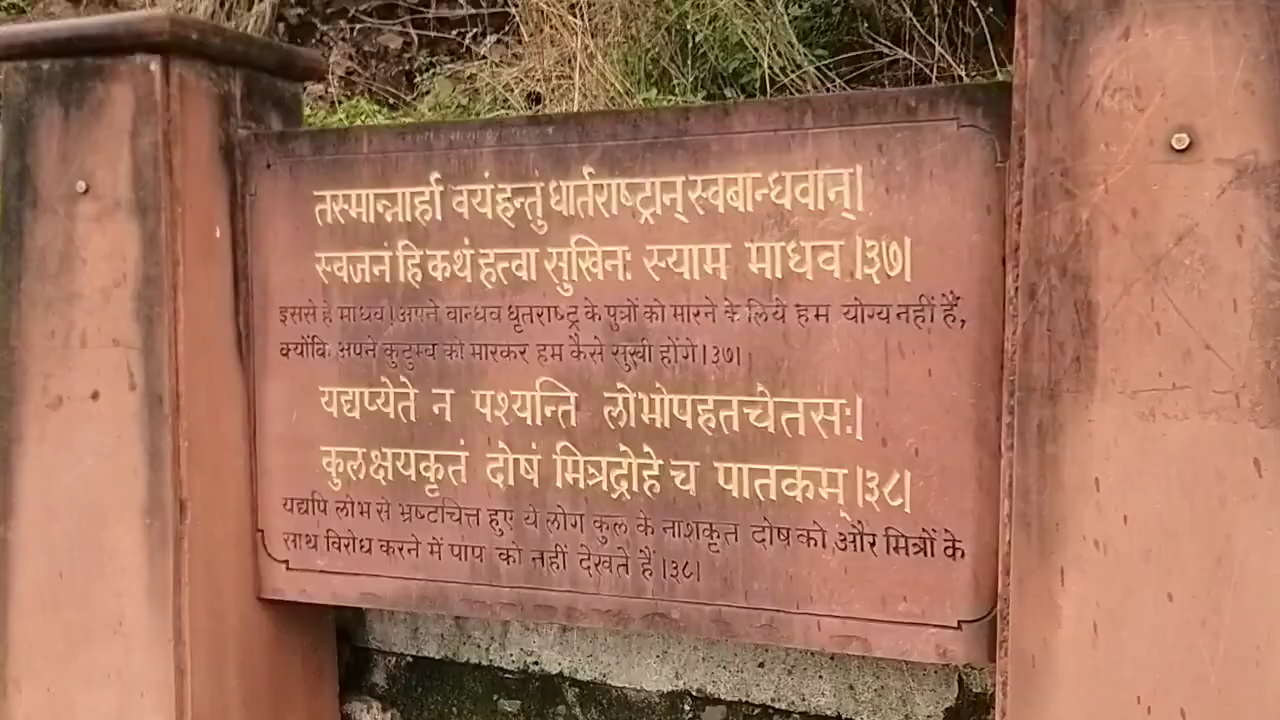 तस्मान्नार्हा वयंहन्तुं धार्तराष्ट्रान् स्वबान्धवान्।
स्वजनं हि कथं हत्वा सुखिनः स्याम माधव।३७।
इससे हे माधव।अपने वान्धव धृतराष्ट्र के पुत्रों को मारने के लिये हम योग्य नहीं हैं,
क्योंकि अपने कुटुम्ब को मारकर हम कैसे सुखी होंगे।३७।
यद्यप्येते न पश्यन्ति लोभोपहतचेतसः।
कुलक्षयकृतं दोषं मित्रद्रोहे च पातकम्।३८।
यद्यपि लोभ से भ्रष्टचित्त हुए ये लोग कुल के नाशकृत दोष को और मित्रों के
साथ विरोध करने में पाप को नहीं देखते हैं।३८।